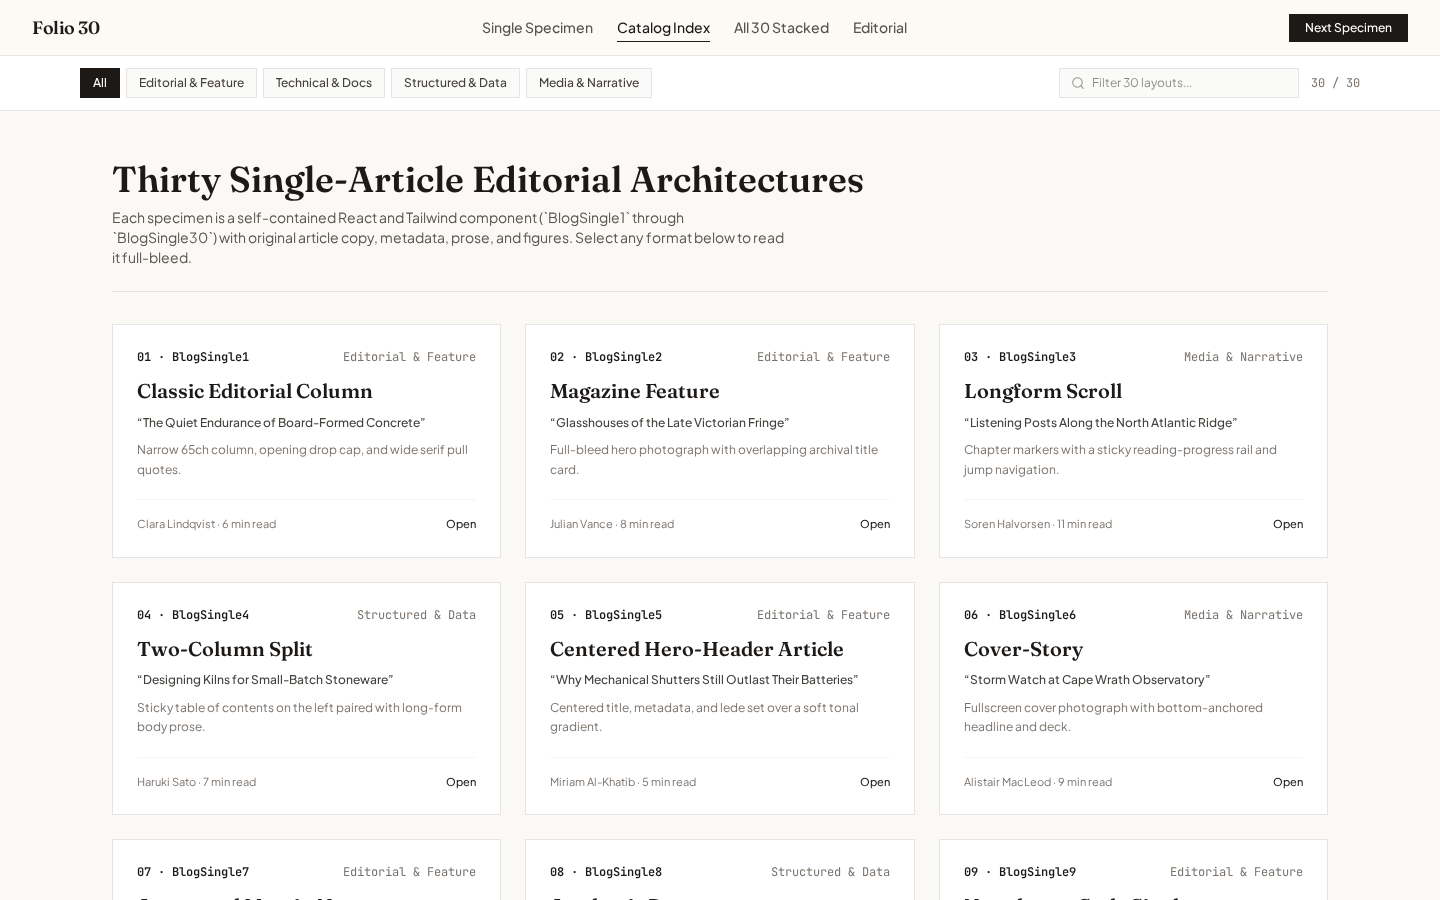 Folio 30
Single Specimen
Catalog Index
All 30 Stacked
Editorial
Next Specimen
All
Editorial & Feature
Technical & Docs
Structured & Data
Media & Narrative
Filter 30 layouts...
30 / 30
Thirty Single-Article Editorial Architectures
Each specimen is a self-contained React and Tailwind component (`BlogSingle1` through
`BlogSingle30`) with original article copy, metadata, prose, and figures. Select any format below to read
it full-bleed.
01 · BlogSingle1
Editorial & Feature
Classic Editorial Column
“The Quiet Endurance of Board-Formed Concrete”
Narrow 65ch column, opening drop cap, and wide serif pull
quotes.
Clara Lindqvist · 6 min read
Open
02 · BlogSingle2
Editorial & Feature
Magazine Feature
“Glasshouses of the Late Victorian Fringe”
Full-bleed hero photograph with overlapping archival title
card.
Julian Vance · 8 min read
Open
03 · BlogSingle3
Media & Narrative
Longform Scroll
“Listening Posts Along the North Atlantic Ridge”
Chapter markers with a sticky reading-progress rail and
jump navigation.
Soren Halvorsen · 11 min read
Open
04 · BlogSingle4
Structured & Data
Two-Column Split
“Designing Kilns for Small-Batch Stoneware”
Sticky table of contents on the left paired with long-form
body prose.
Haruki Sato · 7 min read
Open
05 · BlogSingle5
Editorial & Feature
Centered Hero-Header Article
“Why Mechanical Shutters Still Outlast Their Batteries”
Centered title, metadata, and lede set over a soft tonal
gradient.
Miriam Al-Khatib · 5 min read
Open
06 · BlogSingle6
Media & Narrative
Cover-Story
“Storm Watch at Cape Wrath Observatory”
Fullscreen cover photograph with bottom-anchored
headline and deck.
Alistair MacLeod · 9 min read
Open
07 · BlogSingle7
Editorial & Feature
08 · BlogSingle8
Structured & Data
09 · BlogSingle9
Editorial & Feature